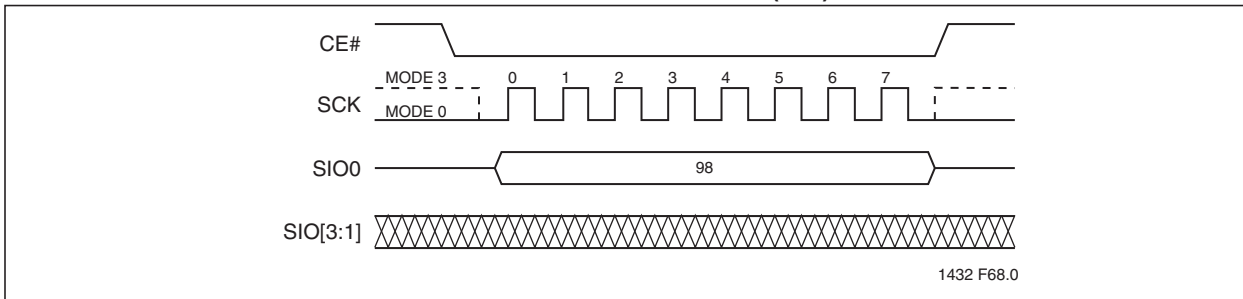 CE#
MODE 3 0 1 2 3 4 5 6 7
SCK
MODE 0
SIO0 98
SIO[3:1]
1432 F68.0